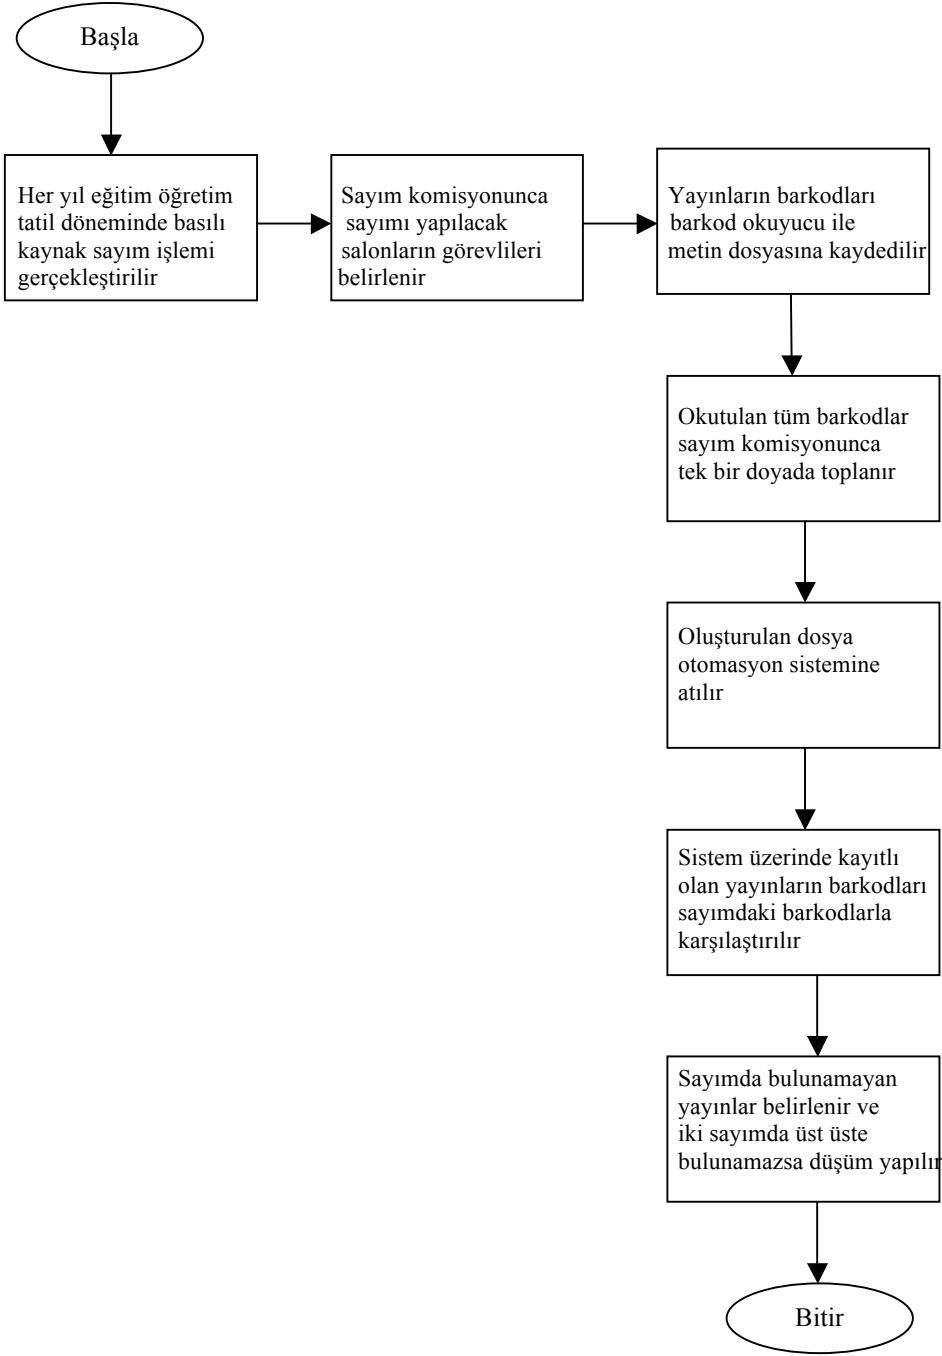 Başla
Her yıl eğitim öğretim
tatil döneminde basılı
kaynak sayım işlemi
gerçekleştirilir
Sayım komisyonunca
sayımı yapılacak
salonların görevlileri
belirlenir
Yayınların barkodları
barkod okuyucu ile
metin dosyasına kaydedilir
Okutulan tüm barkodlar
sayım komisyonunca
tek bir doyada toplanır
Oluşturulan dosya
otomasyon sistemine
atılır
Sistem üzerinde kayıtlı
olan yayınların barkodları
sayımdaki barkodlarla
karşılaştırılır
Sayımda bulunamayan
yayınlar belirlenir ve
iki sayımda üst üste
bulunamazsa düşüm yapılır
Bitir